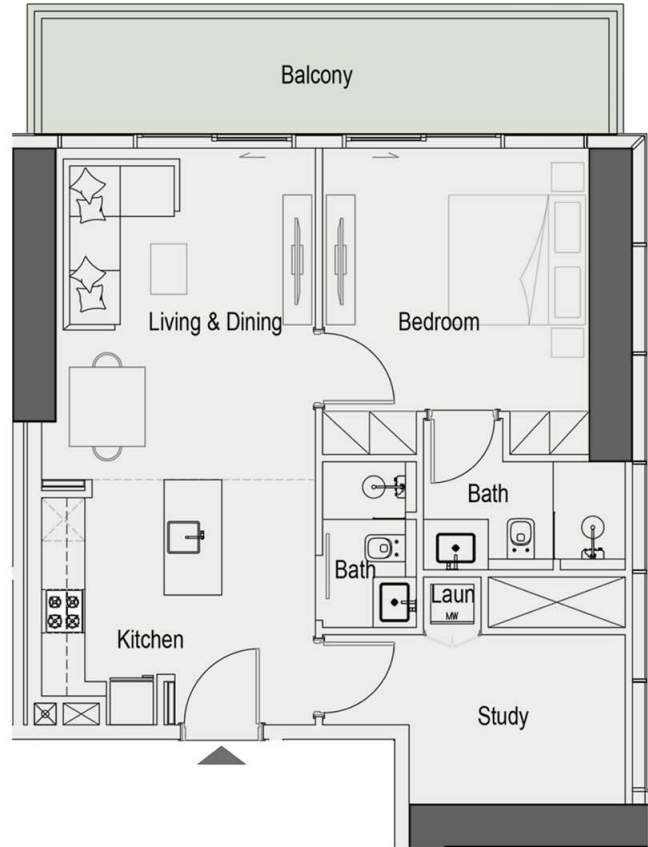 Balcony
Living & Dining
Bedroom
Bath
Bath
Laun
MW
Kitchen
Study